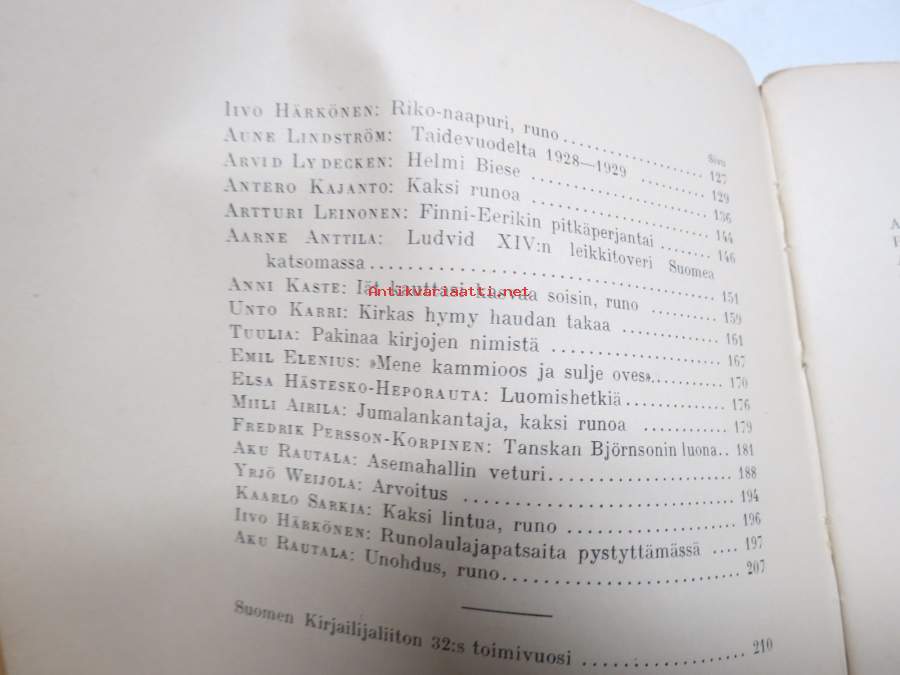 Sivu
IIVO HÄRKÖNEN: Riko-naapuri, runo .......... 127
AUNE LINDSTRÖM: Taidevuodelta 1928—1929 .......... 129
ARVID LYDECKEN: Helmi Biese .......... 136
ANTERO KAJANTO: Kaksi runoa .......... 144
ARTTURI LEINONEN: Finni-Eerikin pitkäperjantai ...... 146
AARNE ANTTILA: Ludvid XIV:n leikkitoveri Suomea
katsomassa .......... 151
ANNI KASTE: Iät kauttasi kasvaa soisin, runo .......... 159
Antikvariaatti.net
UNTO KARRI: Kirkas hymy haudan takaa .......... 161
TUULIA: Pakinaa kirjojen nimistä .......... 167
EMIL ELENIUS: »Mene kammioos ja sulje oves» .......... 170
ELSA HÄSTESKO-HEPORAUTA: Luomishetkiä .......... 176
MIILI AIRILA: Jumalankantaja, kaksi runoa .......... 179
FREDRIK PERSSON-KORPINEN: Tanskan Björnsonin luona.. 181
AKU RAUTALA: Asemahallin veturi .......... 188
YRJÖ WEIJOLA: Arvoitus .......... 194
KAARLO SARKIA: Kaksi lintua, runo .......... 196
IIVO HÄRKÖNEN: Runolaulajapatsaita pystyttämässä .... 197
AKU RAUTALA: Unohdus, runo .......... 207
Suomen Kirjailijaliiton 32:s toimivuosi .......... 210